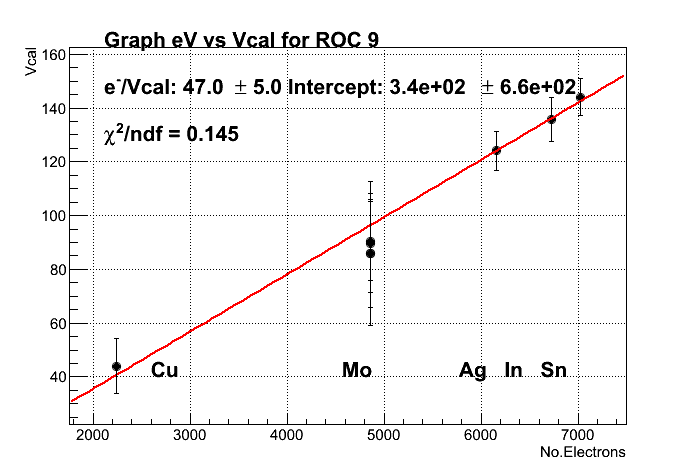 Graph eV vs Vcal for ROC 9
Vcal
e⁻/Vcal: 47.0 ± 5.0 Intercept: 3.4e+02 ± 6.6e+02
χ²/ndf = 0.145
160
140
120
100
80
60
40
Cu Mo Ag In Sn
2000 3000 4000 5000 6000 7000
No.Electrons